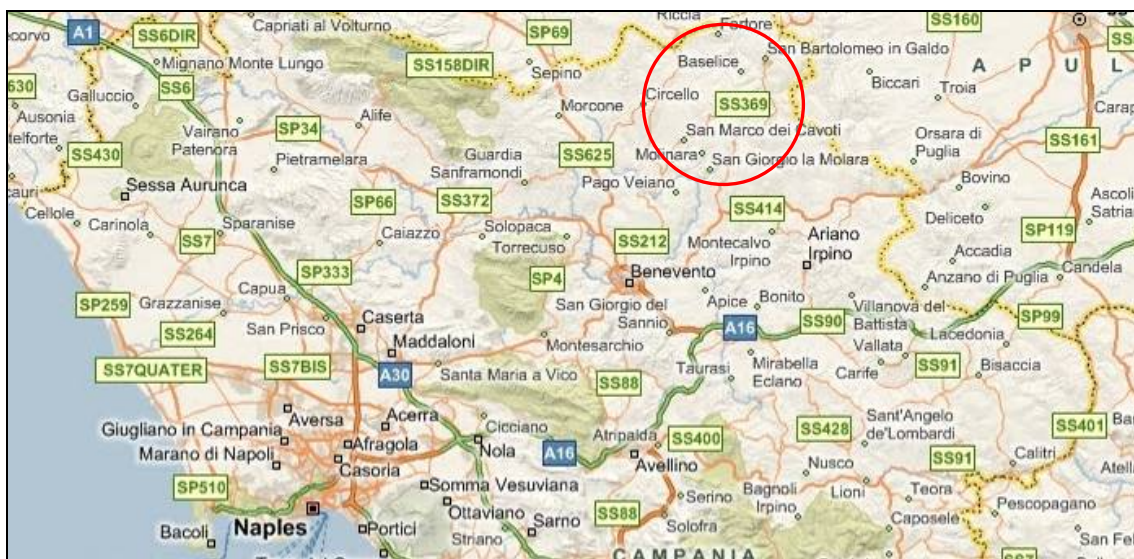 Riccia
SS160
A1
SS6DIR
Capriati al Volturno
SP69
Fortore
San Bartolomeo in Galdo
Mignano Monte Lungo
SS158DIR
Sepino
Baselice
Biccari
Troia
A P U L
630
SS6
Galluccio
Circello
SS369
Morcone
Ausonia
Alife
SP34
Vairano
Patenora
San Marco dei Cavoti
Orsara di
Puglia
SS161
SS430
Pietramelara
Guardia
Sanframondi
SS625
Molinara
San Giorgio la Molara
Sessa Aurunca
Pago Veiano
Bovino
Ascoli
Satria
Cellole
Carinola
Sparanise
SP66
SS372
SS414
Deliceto
SS7
Caiazzo
Solopaca
Torrecuso
SS212
Montecalvo
Irpino
Ariano
Irpino
SP119
Accadia
SP333
SP4
Benevento
Anzano di Puglia
Candela
SP259
Grazzanise
Capua
San Giorgio del
Sannio
Apice
Bonito
Villanova del
Battista
SP99
SS264
San Prisco
Caserta
A16
SS90
Lacedonia
Maddaloni
Montesarchio
Vallata
Bisaccia
SS7QUATER
SS7BIS
A30
Santa Maria a Vico
Taurasi
Mirabella
Eclano
Carife
SS91
SS88
Aversa
Acerra
Cicciano
Sant'Angelo
de'Lombardi
SS401
Giugliano in Campania
Afragola
Nola
Atripalda
SS400
SS428
Marano di Napoli
Casoria
A16
Avellino
SS91
Calitri
SP510
Somma Vesuviana
Nusco
Lioni
Teora
Serino
Bagnoli
Irpino
Pescopagano
Naples
Ottaviano
SS88
Solofra
Caposele
Bacoli
Portici
Striano
Sarno
San Fel
CAMPANIA